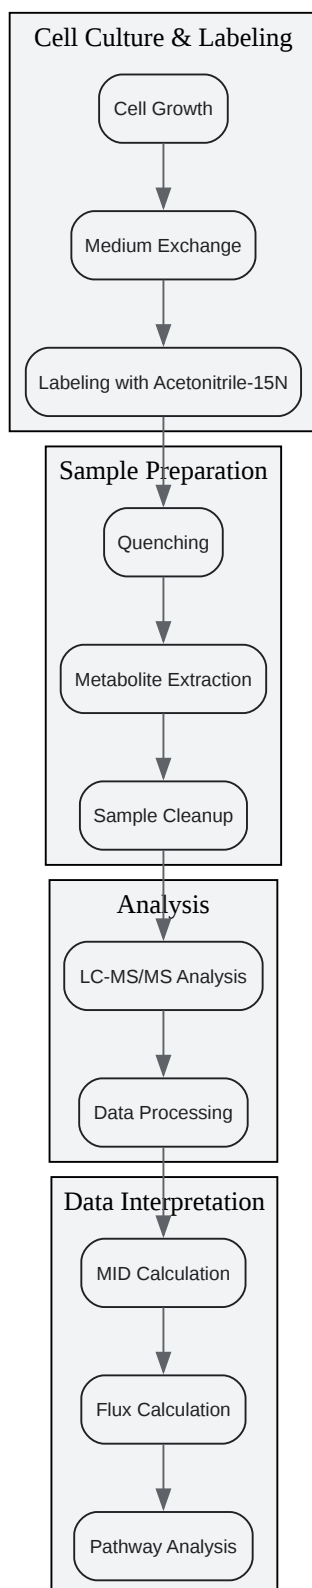 Cell Culture & Labeling
Cell Growth
Medium Exchange
Labeling with Acetonitrile-15N
Sample Preparation
Quenching
Metabolite Extraction
Sample Cleanup
Analysis
LC-MS/MS Analysis
Data Processing
Data Interpretation
MID Calculation
Flux Calculation
Pathway Analysis